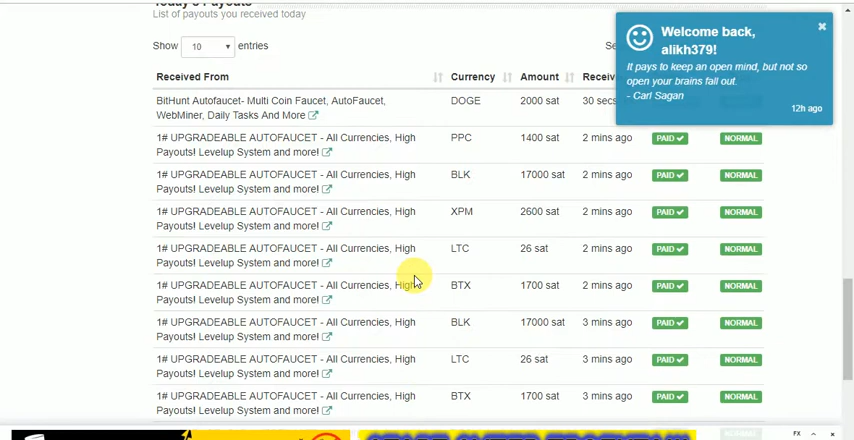 Today's Payouts
List of payouts you received today
Show 10 entries
Received From Currency Amount
BitHunt Autofaucet- Multi Coin Faucet, AutoFaucet, DOGE 2000 sat 30 secs
WebMiner, Daily Tasks And More
1# UPGRADEABLE AUTOFAUCET - All Currencies, High PPC 1400 sat 2 mins ago PAID NORMAL
Payouts! Levelup System and more!
1# UPGRADEABLE AUTOFAUCET - All Currencies, High BLK 17000 sat 2 mins ago PAID NORMAL
Payouts! Levelup System and more!
1# UPGRADEABLE AUTOFAUCET - All Currencies, High XPM 2600 sat 2 mins ago PAID NORMAL
Payouts! Levelup System and more!
1# UPGRADEABLE AUTOFAUCET - All Currencies, High LTC 26 sat 2 mins ago PAID NORMAL
Payouts! Levelup System and more!
1# UPGRADEABLE AUTOFAUCET - All Currencies, High BTX 1700 sat 2 mins ago PAID NORMAL
Payouts! Levelup System and more!
1# UPGRADEABLE AUTOFAUCET - All Currencies, High BLK 17000 sat 3 mins ago PAID NORMAL
Payouts! Levelup System and more!
1# UPGRADEABLE AUTOFAUCET - All Currencies, High LTC 26 sat 3 mins ago PAID NORMAL
Payouts! Levelup System and more!
1# UPGRADEABLE AUTOFAUCET - All Currencies, High BTX 1700 sat 3 mins ago PAID NORMAL
Payouts! Levelup System and more!
Welcome back,
alikh379!
It pays to keep an open mind, but not so
open your brains fall out.
- Carl Sagan
12h ago
FX